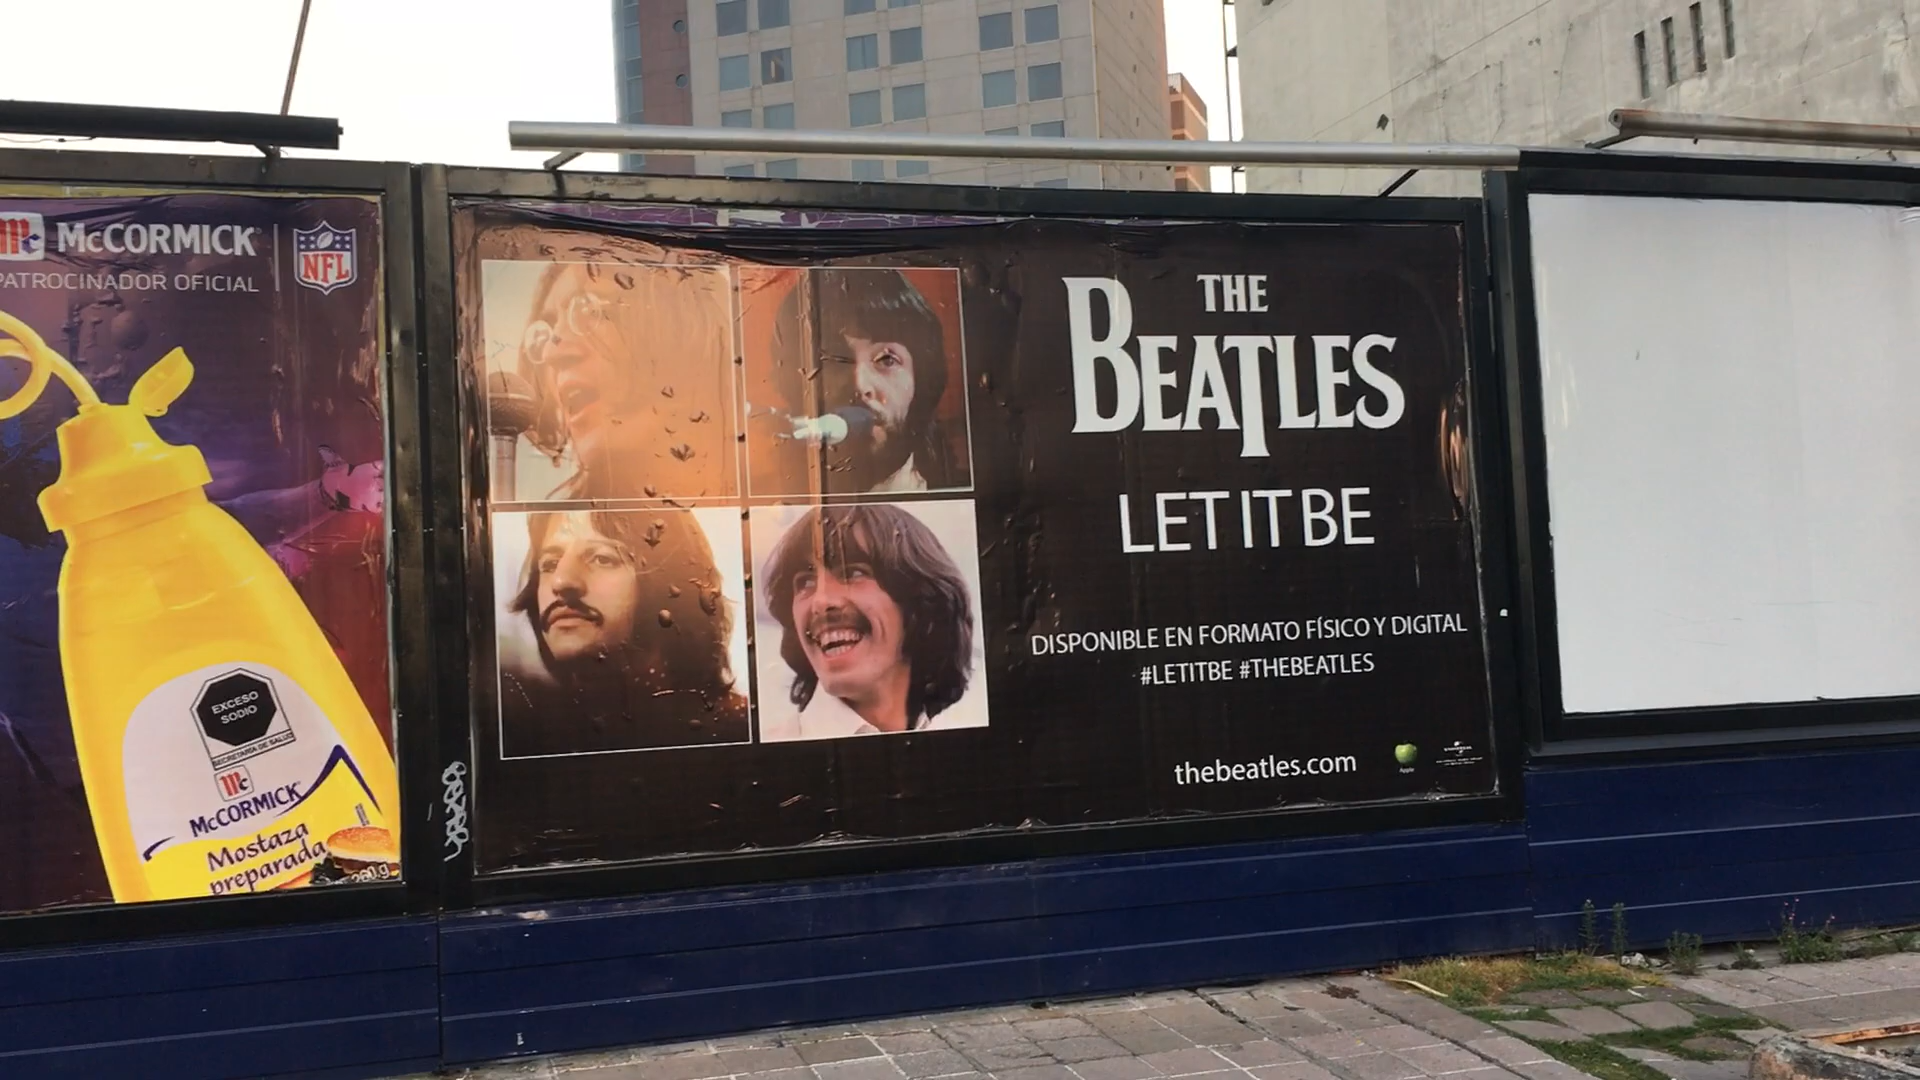 McCORMICK
PATROCINADOR OFICIAL
NFL
EXCESO
SODIO
SECRETARÍA DE SALUD
McCORMICK
Mostaza
preparada
260 g
THE
BEATLES
LET IT BE
DISPONIBLE EN FORMATO FÍSICO Y DIGITAL
#LETITBE #THEBEATLES
thebeatles.com
Apple